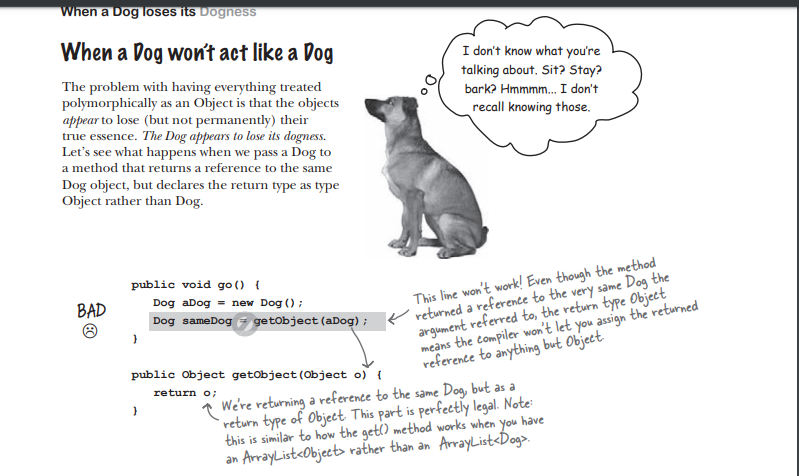 When a Dog loses its Dogness
When a Dog won't act like a Dog
The problem with having everything treated
polymorphically as an Object is that the objects
appear to lose (but not permanently) their
true essence. The Dog appears to lose its dogness.
Let's see what happens when we pass a Dog to
a method that returns a reference to the same
Dog object, but declares the return type as type
Object rather than Dog.
I don't know what you're
talking about. Sit? Stay?
bark? Hmmmm... I don't
recall knowing those.
BAD
public void go() {
Dog aDog = new Dog();
Dog sameDog = getObject(aDog);
}
This line won't work! Even though the method
returned a reference to the very same Dog the
argument referred to, the return type Object
means the compiler won't let you assign the returned
reference to anything but Object.
public Object getObject(Object o) {
return o;
}
We're returning a reference to the same Dog, but as a
return type of Object. This part is perfectly legal. Note:
this is similar to how the get() method works when you have
an ArrayList<Object> rather than an ArrayList<Dog>.